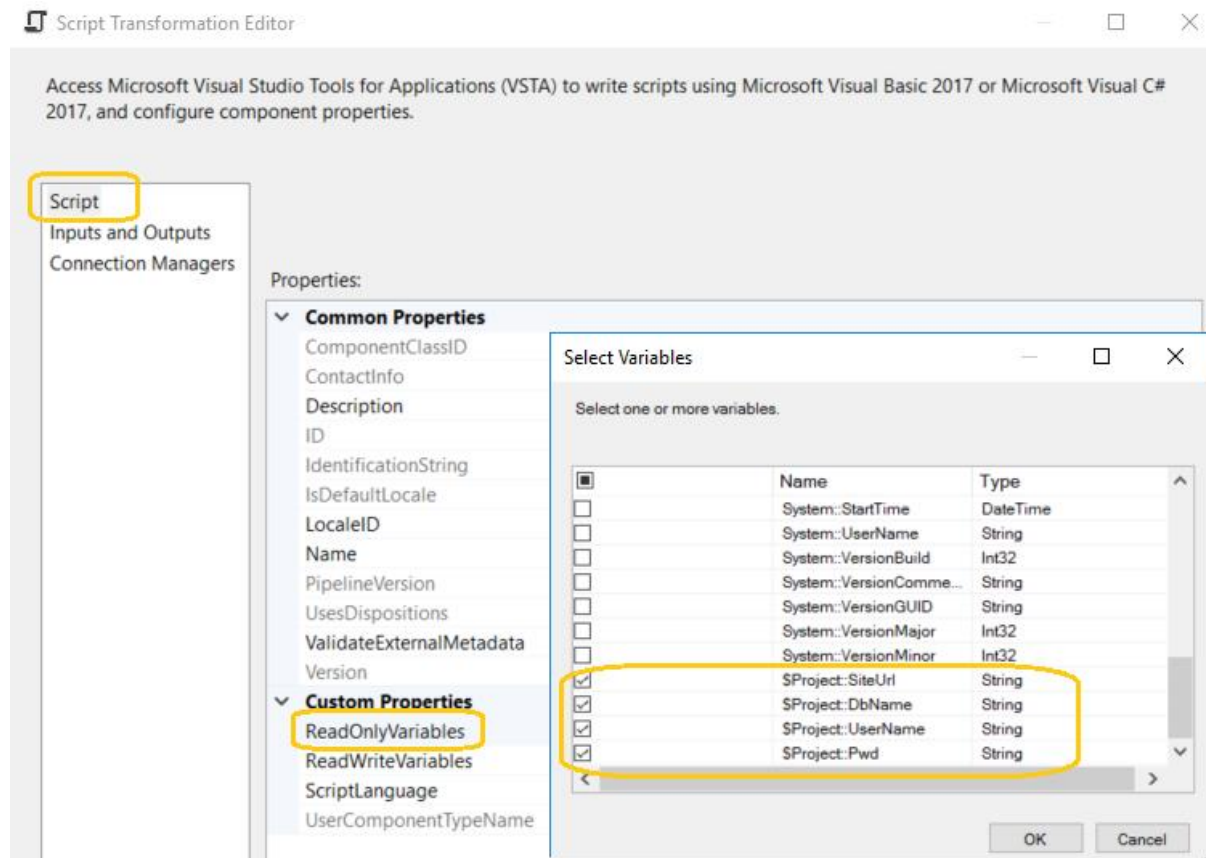 Script Transformation Editor
Access Microsoft Visual Studio Tools for Applications (VSTA) to write scripts using Microsoft Visual Basic 2017 or Microsoft Visual C#
2017, and configure component properties.
Script
Inputs and Outputs
Connection Managers
Properties:
Common Properties
ComponentClassID
ContactInfo
Description
ID
IdentificationString
IsDefaultLocale
LocaleID
Name
PipelineVersion
UsesDispositions
ValidateExternalMetadata
Version
Custom Properties
ReadOnlyVariables
ReadWriteVariables
ScriptLanguage
UserComponentTypeName
Select Variables
Select one or more variables.
Name Type
System::StartTime DateTime
System::UserName String
System::VersionBuild Int32
System::VersionComme... String
System::VersionGUID String
System::VersionMajor Int32
System::VersionMinor Int32
$Project::SiteUrl String
$Project::DbName String
$Project::UserName String
$Project::Pwd String
OK Cancel